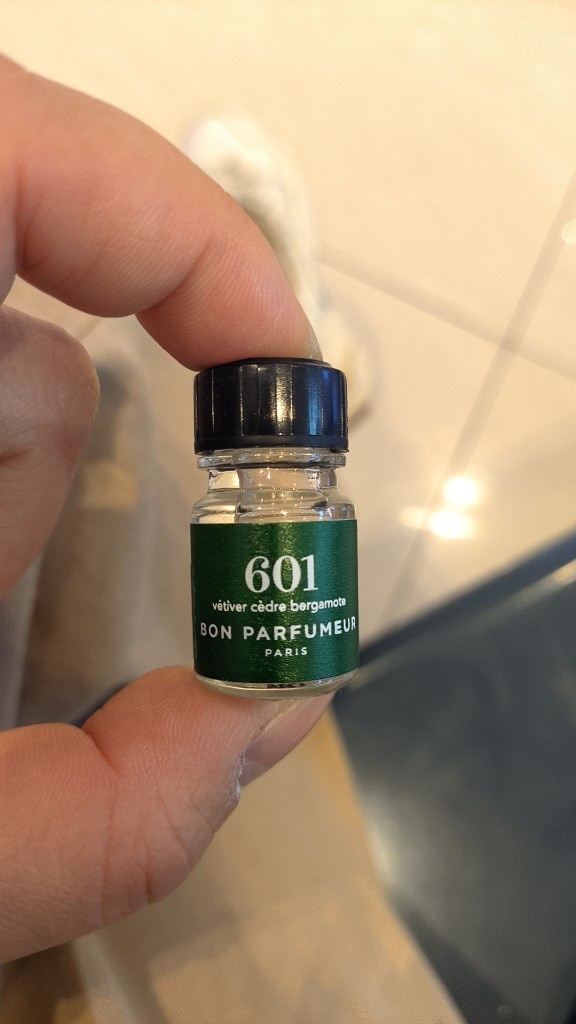 601
vétiver cèdre bergamote
BON PARFUMEUR
PARIS